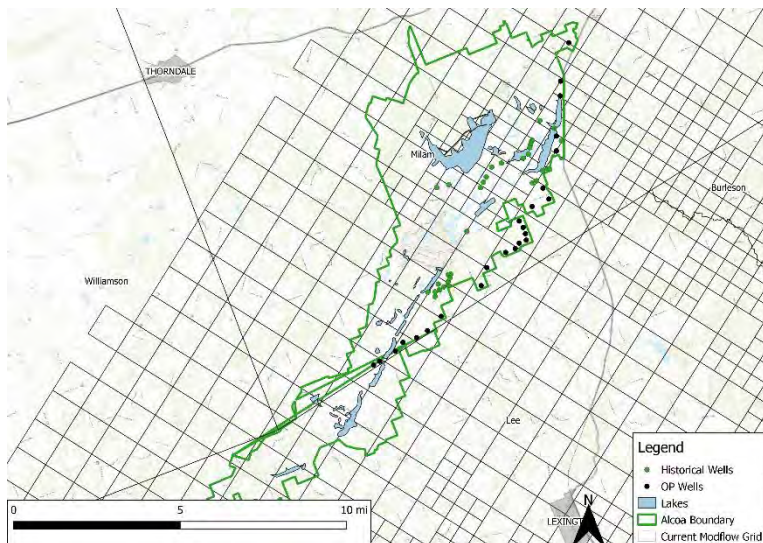 THORNDALE
Milam
Burleson
Williamson
Lee
LEXINGTON
N
0 5 10 mi
Legend
Historical Wells
OP Wells
Lakes
Alcoa Boundary
Current Modflow Grid